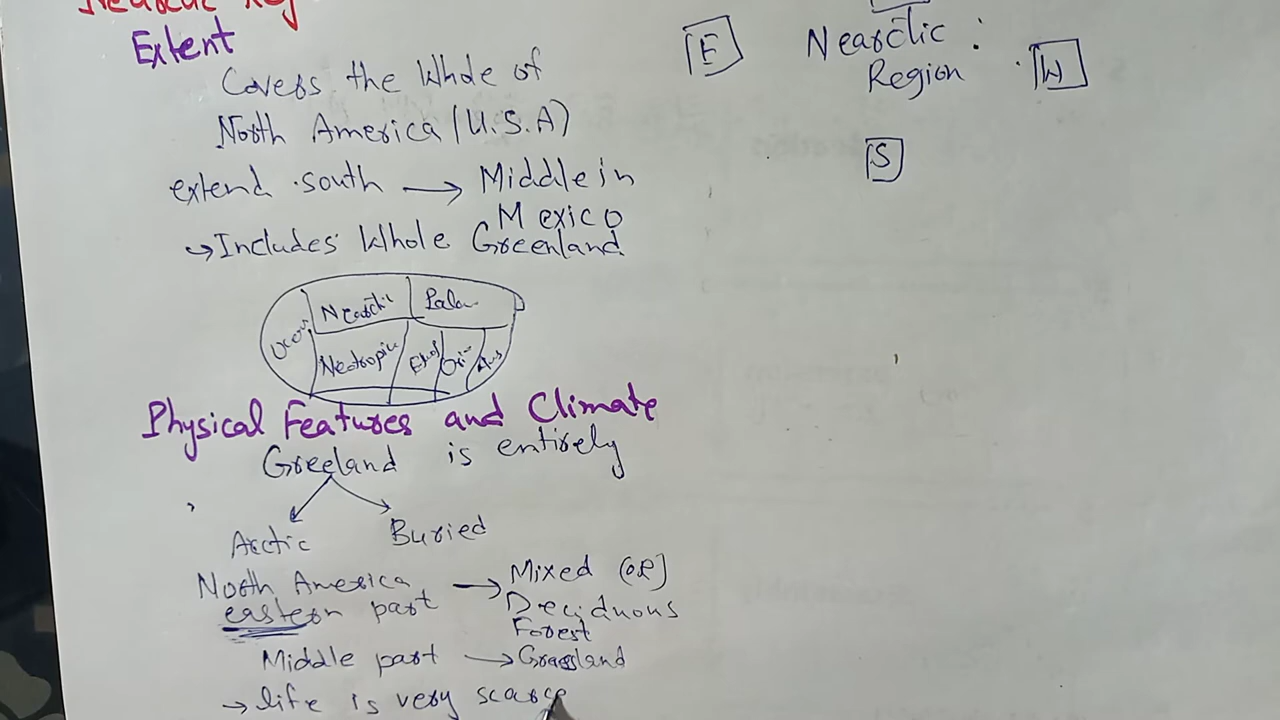 Nearctic Reg
Extent
Covers the Whole of
North America (U.S.A)
extend south → Middle in
Mexico
↳ Includes Whole Greenland
Nearctic
Neotropic
Physical Features and Climate
Greeland is entirely
Arctic Buried
North America → Mixed (OR)
eastern part Deciduous
Forest
Middle part → Grassland
→ life is very scarce
E Nearctic :
Region W
S